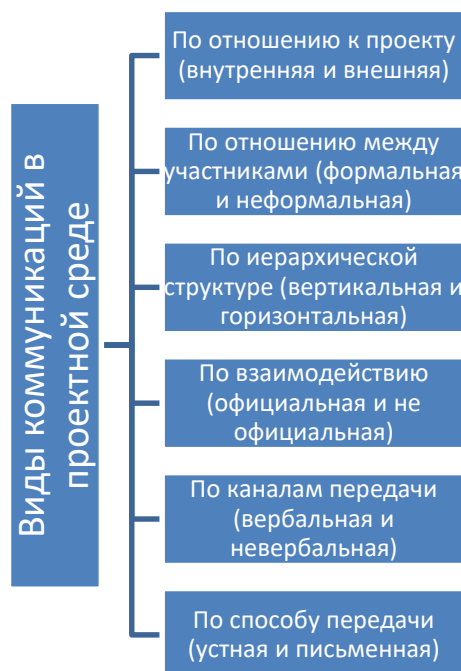 Виды коммуникаций в
проектной среде
По отношению к проекту
(внутренняя и внешняя)
По отношению между
участниками (формальная
и неформальная)
По иерархической
структуре (вертикальная и
горизонтальная)
По взаимодействию
(официальная и не
официальная)
По каналам передачи
(вербальная и
невербальная)
По способу передачи
(устная и письменная)